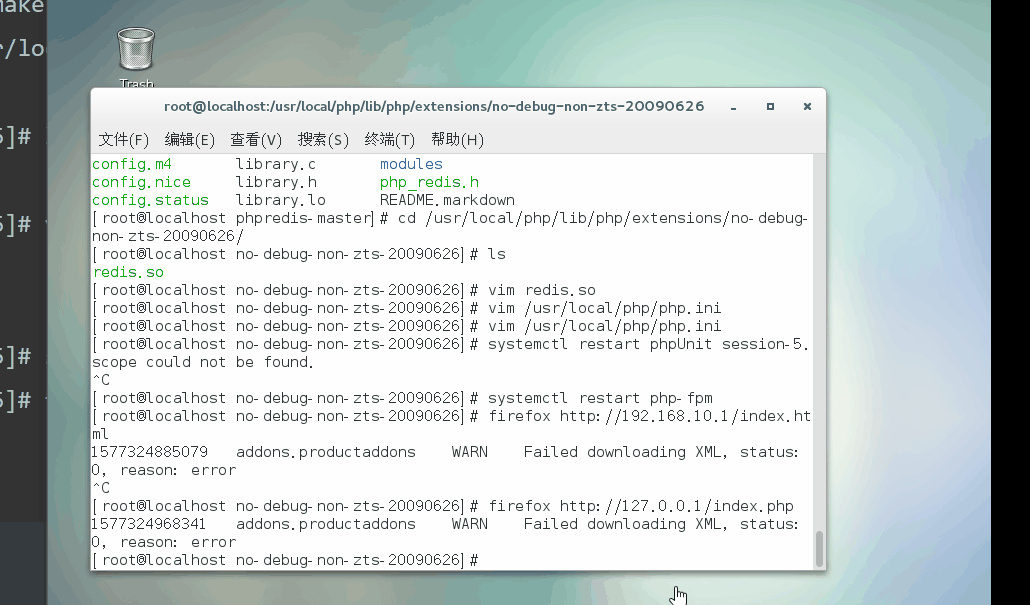 make
r/lo
Trash
root@localhost:/usr/local/php/lib/php/extensions/no-debug-non-zts-20090626
文件(F) 编辑(E) 查看(V) 搜索(S) 终端(T) 帮助(H)
5]#
config.m4 library.c modules
config.nice library.h php_redis.h
config.status library.lo README.markdown
[root@localhost phpredis-master]# cd /usr/local/php/lib/php/extensions/no-debug-
non-zts-20090626/
5]#
[root@localhost no-debug-non-zts-20090626]# ls
redis.so
[root@localhost no-debug-non-zts-20090626]# vim redis.so
[root@localhost no-debug-non-zts-20090626]# vim /usr/local/php/php.ini
[root@localhost no-debug-non-zts-20090626]# vim /usr/local/php/php.ini
[root@localhost no-debug-non-zts-20090626]# systemctl restart phpUnit session-5.
scope could not be found.
5]#
^C
[root@localhost no-debug-non-zts-20090626]# systemctl restart php-fpm
5]#
[root@localhost no-debug-non-zts-20090626]# firefox http://192.168.10.1/index.ht
ml
1577324885079 addons.productaddons WARN Failed downloading XML, status:
0, reason: error
^C
[root@localhost no-debug-non-zts-20090626]# firefox http://127.0.0.1/index.php
1577324968341 addons.productaddons WARN Failed downloading XML, status:
0, reason: error
[root@localhost no-debug-non-zts-20090626]#